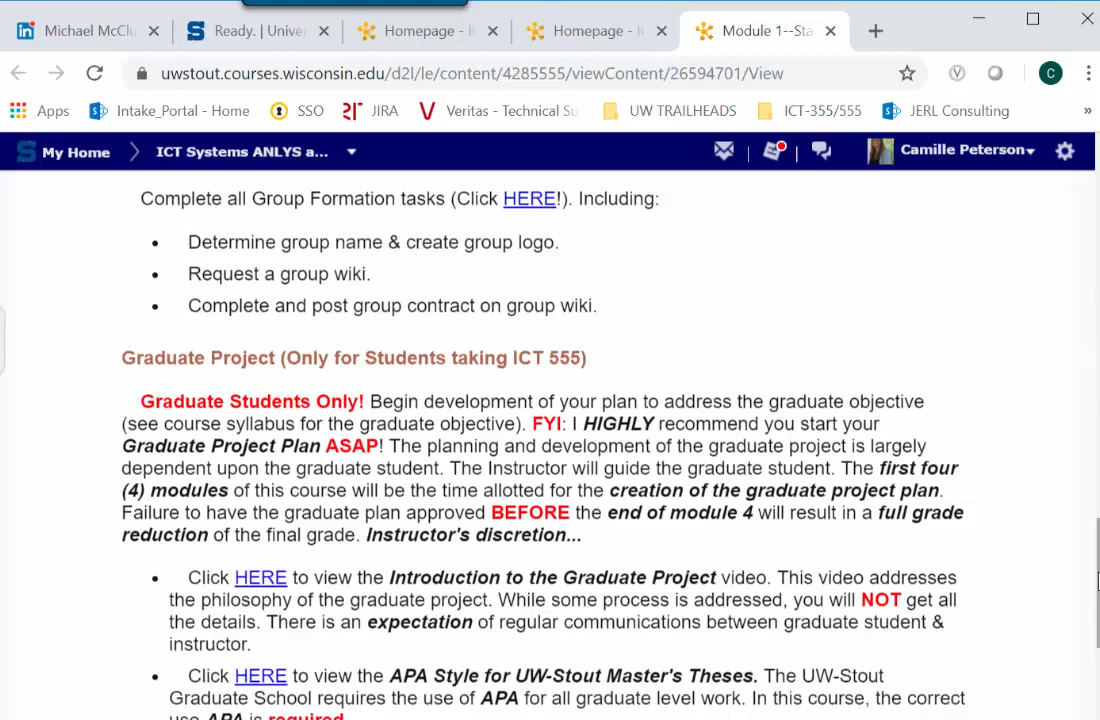 Michael McClu
Ready. | Unive
Homepage - I
Homepage - I
Module 1--Sta
uwstout.courses.wisconsin.edu/d2l/le/content/4285555/viewContent/26594701/View
C
Apps
Intake_Portal - Home
SSO
JIRA
Veritas - Technical Su
UW TRAILHEADS
ICT-355/555
JERL Consulting
»
My Home
ICT Systems ANLYS a...
Camille Peterson
Complete all Group Formation tasks (Click HERE!). Including:
• Determine group name & create group logo.
• Request a group wiki.
• Complete and post group contract on group wiki.
Graduate Project (Only for Students taking ICT 555)
Graduate Students Only! Begin development of your plan to address the graduate objective
(see course syllabus for the graduate objective). FYI: I HIGHLY recommend you start your
Graduate Project Plan ASAP! The planning and development of the graduate project is largely
dependent upon the graduate student. The Instructor will guide the graduate student. The first four
(4) modules of this course will be the time allotted for the creation of the graduate project plan.
Failure to have the graduate plan approved BEFORE the end of module 4 will result in a full grade
reduction of the final grade. Instructor's discretion...
• Click HERE to view the Introduction to the Graduate Project video. This video addresses
the philosophy of the graduate project. While some process is addressed, you will NOT get all
the details. There is an expectation of regular communications between graduate student &
instructor.
• Click HERE to view the APA Style for UW-Stout Master's Theses. The UW-Stout
Graduate School requires the use of APA for all graduate level work. In this course, the correct
use APA is required